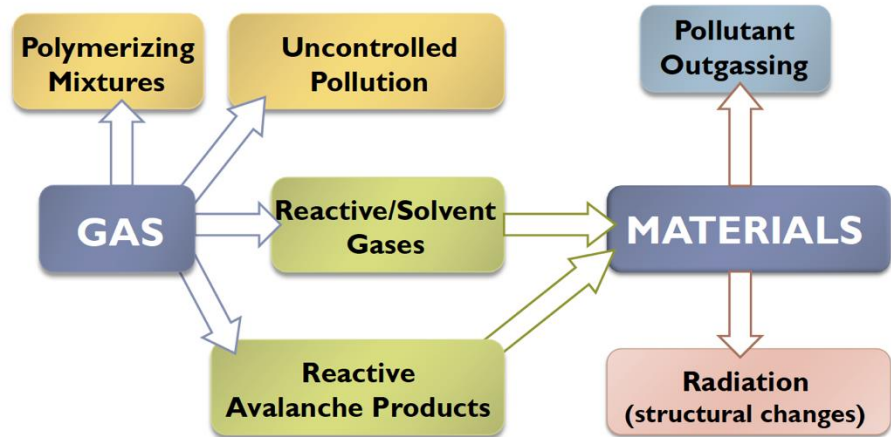 Polymerizing
Mixtures
Uncontrolled
Pollution
Pollutant
Outgassing
GAS
Reactive/Solvent
Gases
MATERIALS
Reactive
Avalanche Products
Radiation
(structural changes)